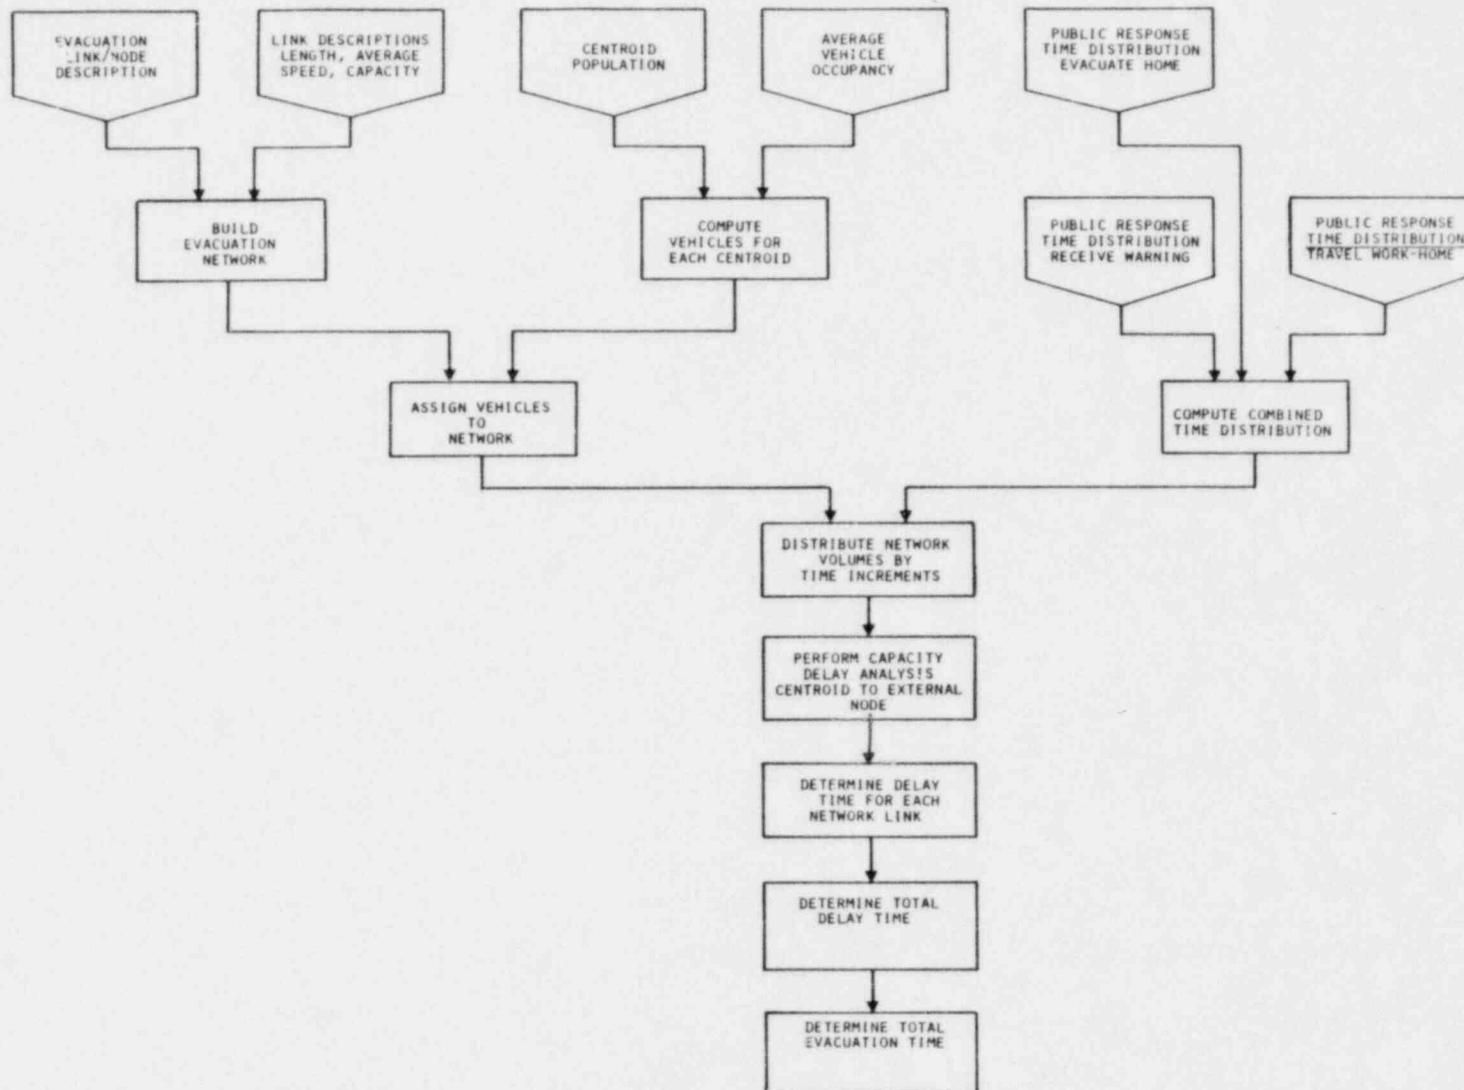 EVACUATION
LINK/NODE
DESCRIPTION
LINK DESCRIPTIONS
LENGTH, AVERAGE
SPEED, CAPACITY
CENTROID
POPULATION
AVERAGE
VEHICLE
OCCUPANCY
PUBLIC RESPONSE
TIME DISTRIBUTION
EVACUATE HOME
BUILD
EVACUATION
NETWORK
COMPUTE
VEHICLES FOR
EACH CENTROID
PUBLIC RESPONSE
TIME DISTRIBUTION
RECEIVE WARNING
PUBLIC RESPONSE
TIME DISTRIBUTION
TRAVEL WORK-HOME
ASSIGN VEHICLES
TO
NETWORK
COMPUTE COMBINED
TIME DISTRIBUTION
DISTRIBUTE NETWORK
VOLUMES BY
TIME INCREMENTS
PERFORM CAPACITY
DELAY ANALYSIS
CENTROID TO EXTERNAL
NODE
DETERMINE DELAY
TIME FOR EACH
NETWORK LINK
DETERMINE TOTAL
DELAY TIME
DETERMINE TOTAL
EVACUATION TIME